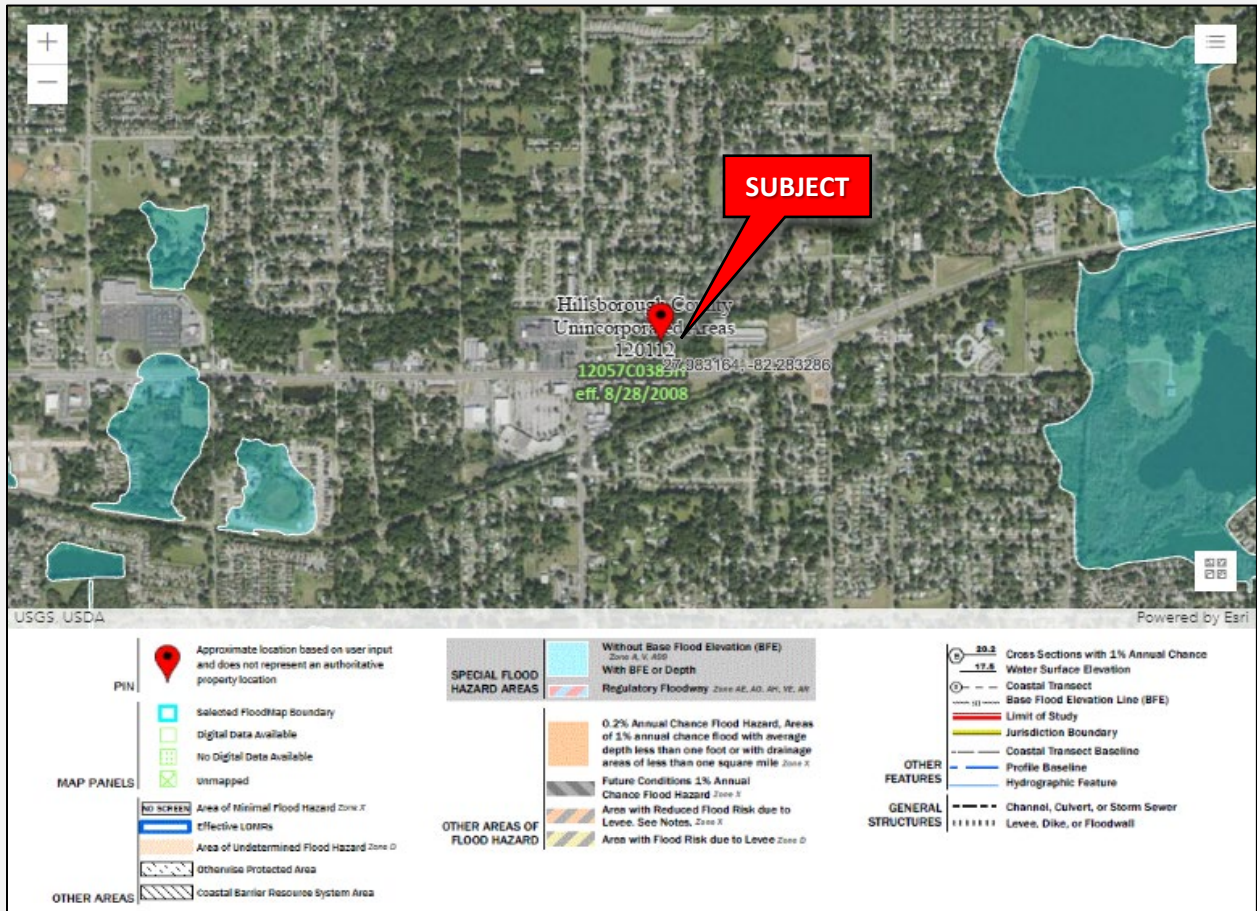 +
−
SUBJECT
Hillsborough County
Unincorporated Areas
120112
27.983164, -82.283286
eff. 8/28/2008
USGS, USDA
Powered by Esri
PIN
Approximate location based on user input
and does not represent an authoritative
property location
MAP PANELS
Selected FloodMap Boundary
Digital Data Available
No Digital Data Available
Unmapped
OTHER AREAS
NO SCREEN Area of Minimal Flood Hazard Zone X
Effective LOMRs
Area of Undetermined Flood Hazard Zone D
Otherwise Protected Area
Coastal Barrier Resource System Area
SPECIAL FLOOD
HAZARD AREAS
Without Base Flood Elevation (BFE)
Zone A, V, A99
With BFE or Depth
Regulatory Floodway Zone AE, AO, AH, VE, AR
OTHER AREAS OF
FLOOD HAZARD
0.2% Annual Chance Flood Hazard, Areas
of 1% annual chance flood with average
depth less than one foot or with drainage
areas of less than one square mile Zone X
Future Conditions 1% Annual
Chance Flood Hazard Zone X
Area with Reduced Flood Risk due to
Levee. See Notes. Zone X
Area with Flood Risk due to Levee Zone D
OTHER
FEATURES
20.2 Cross Sections with 1% Annual Chance
17.5 Water Surface Elevation
Coastal Transect
Base Flood Elevation Line (BFE)
Limit of Study
Jurisdiction Boundary
Coastal Transect Baseline
Profile Baseline
Hydrographic Feature
GENERAL
STRUCTURES
Channel, Culvert, or Storm Sewer
Levee, Dike, or Floodwall